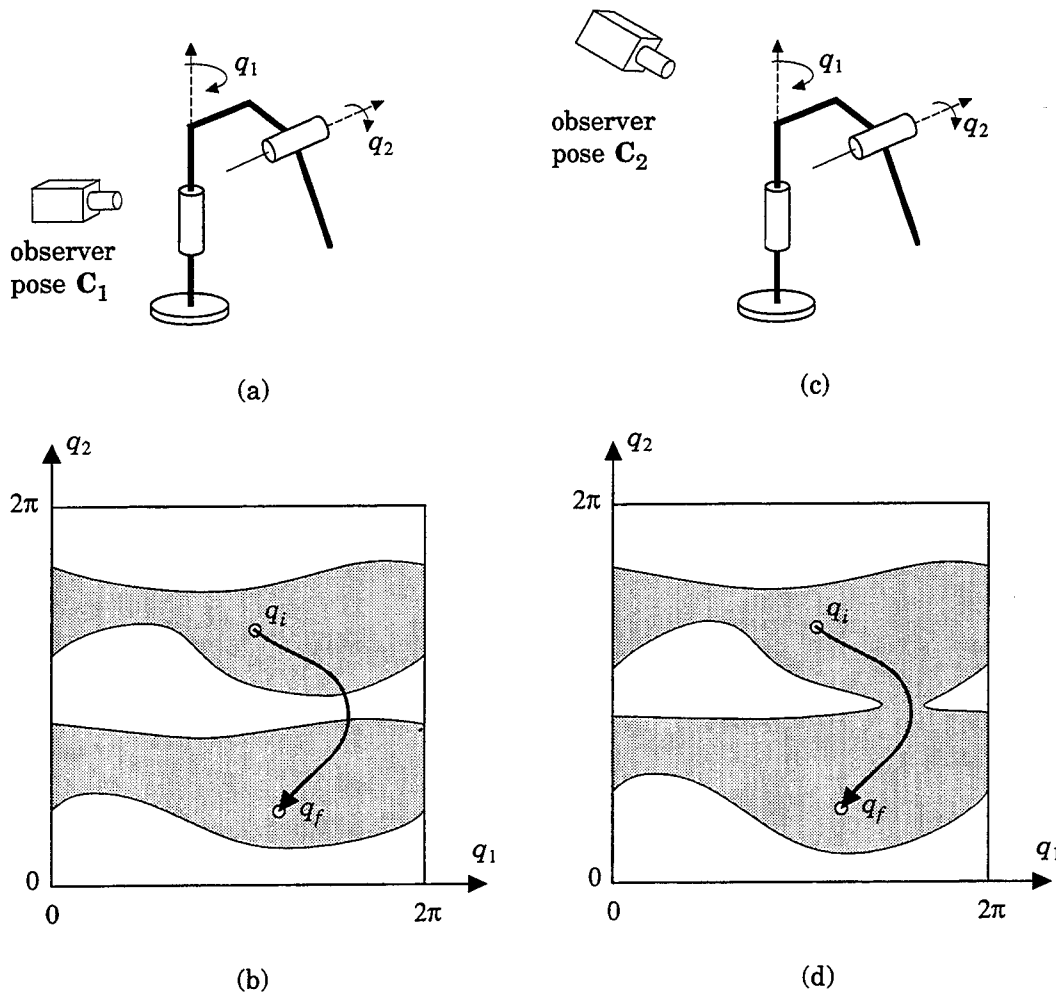 q1
q2
observer
pose C1
(a)
q1
q2
observer
pose C2
(c)
q2
2π
qi
qf
q1
0
0
2π
(b)
q2
2π
qi
qf
q1
0
0
2π
(d)